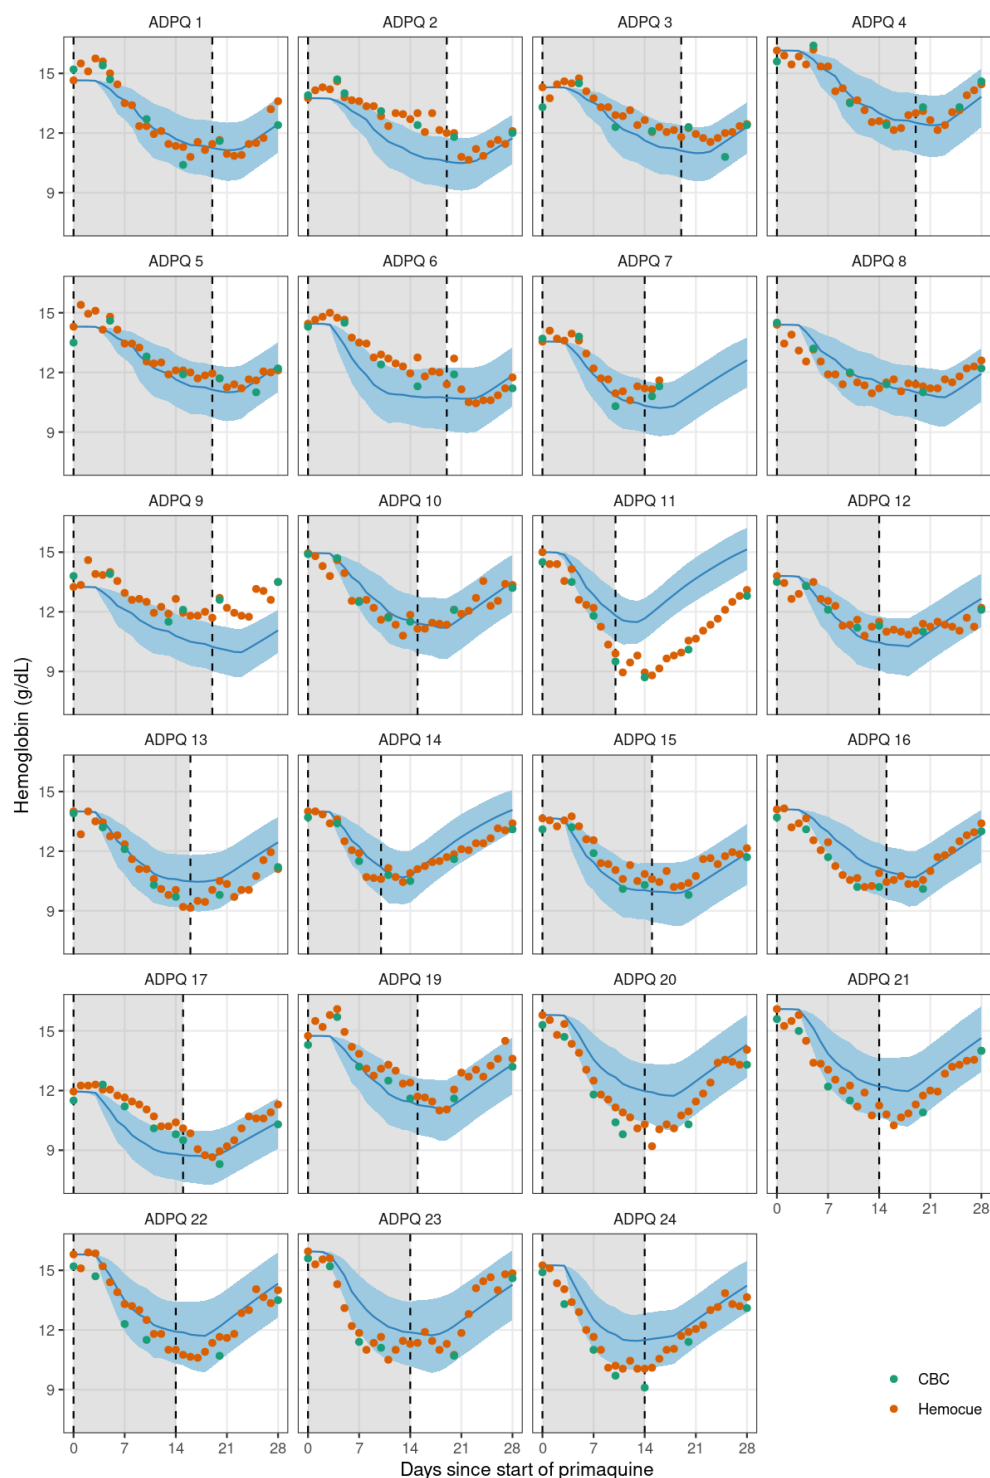 ADPQ 1 ADPQ 2 ADPQ 3 ADPQ 4
15
12
9
ADPQ 5 ADPQ 6 ADPQ 7 ADPQ 8
15
12
9
ADPQ 9 ADPQ 10 ADPQ 11 ADPQ 12
15
12
9
Hemoglobin (g/dL)
ADPQ 13 ADPQ 14 ADPQ 15 ADPQ 16
15
12
9
ADPQ 17 ADPQ 19 ADPQ 20 ADPQ 21
15
12
9
0 7 14 21 28
ADPQ 22 ADPQ 23 ADPQ 24
15
12
9
CBC
Hemocue
0 7 14 21 28 0 7 14 21 28 0 7 14 21 28
Days since start of primaquine